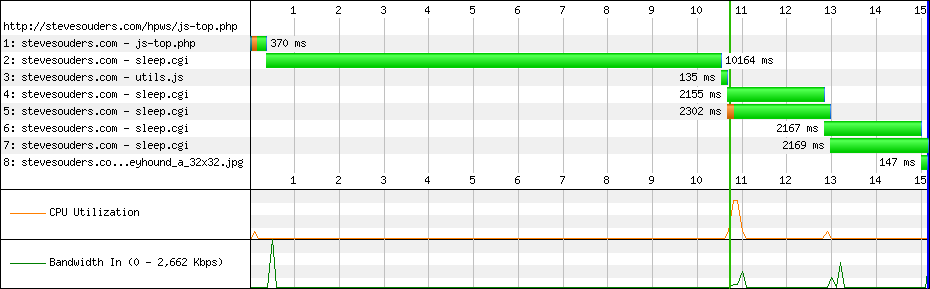 1 2 3 4 5 6 7 8 9 10 11 12 13 14 15
http://stevesouders.com/hpws/js-top.php
1: stevesouders.com - js-top.php 370 ms
2: stevesouders.com - sleep.cgi 10164 ms
3: stevesouders.com - utils.js 135 ms
4: stevesouders.com - sleep.cgi 2155 ms
5: stevesouders.com - sleep.cgi 2302 ms
6: stevesouders.com - sleep.cgi 2167 ms
7: stevesouders.com - sleep.cgi 2169 ms
8: stevesouders.co...eyhound_a_32x32.jpg 147 ms
1 2 3 4 5 6 7 8 9 10 11 12 13 14 15
CPU Utilization
Bandwidth In (0 - 2,662 Kbps)